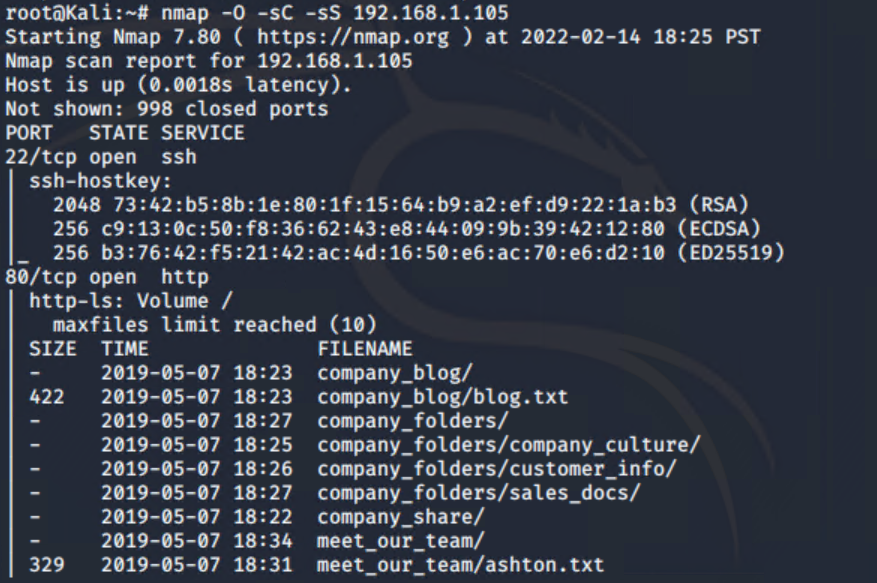 root@Kali:~# nmap -O -sC -sS 192.168.1.105
Starting Nmap 7.80 ( https://nmap.org ) at 2022-02-14 18:25 PST
Nmap scan report for 192.168.1.105
Host is up (0.0018s latency).
Not shown: 998 closed ports
PORT   STATE SERVICE
22/tcp open  ssh
| ssh-hostkey:
|   2048 73:42:b5:8b:1e:80:1f:15:64:b9:a2:ef:d9:22:1a:b3 (RSA)
|   256 c9:13:0c:50:f8:36:62:43:e8:44:09:9b:39:42:12:80 (ECDSA)
|_  256 b3:76:42:f5:21:42:ac:4d:16:50:e6:ac:70:e6:d2:10 (ED25519)
80/tcp open  http
| http-ls: Volume /
|   maxfiles limit reached (10)
| SIZE  TIME              FILENAME
| -     2019-05-07 18:23  company_blog/
| 422   2019-05-07 18:23  company_blog/blog.txt
| -     2019-05-07 18:27  company_folders/
| -     2019-05-07 18:25  company_folders/company_culture/
| -     2019-05-07 18:26  company_folders/customer_info/
| -     2019-05-07 18:27  company_folders/sales_docs/
| -     2019-05-07 18:22  company_share/
| -     2019-05-07 18:34  meet_our_team/
| 329   2019-05-07 18:31  meet_our_team/ashton.txt